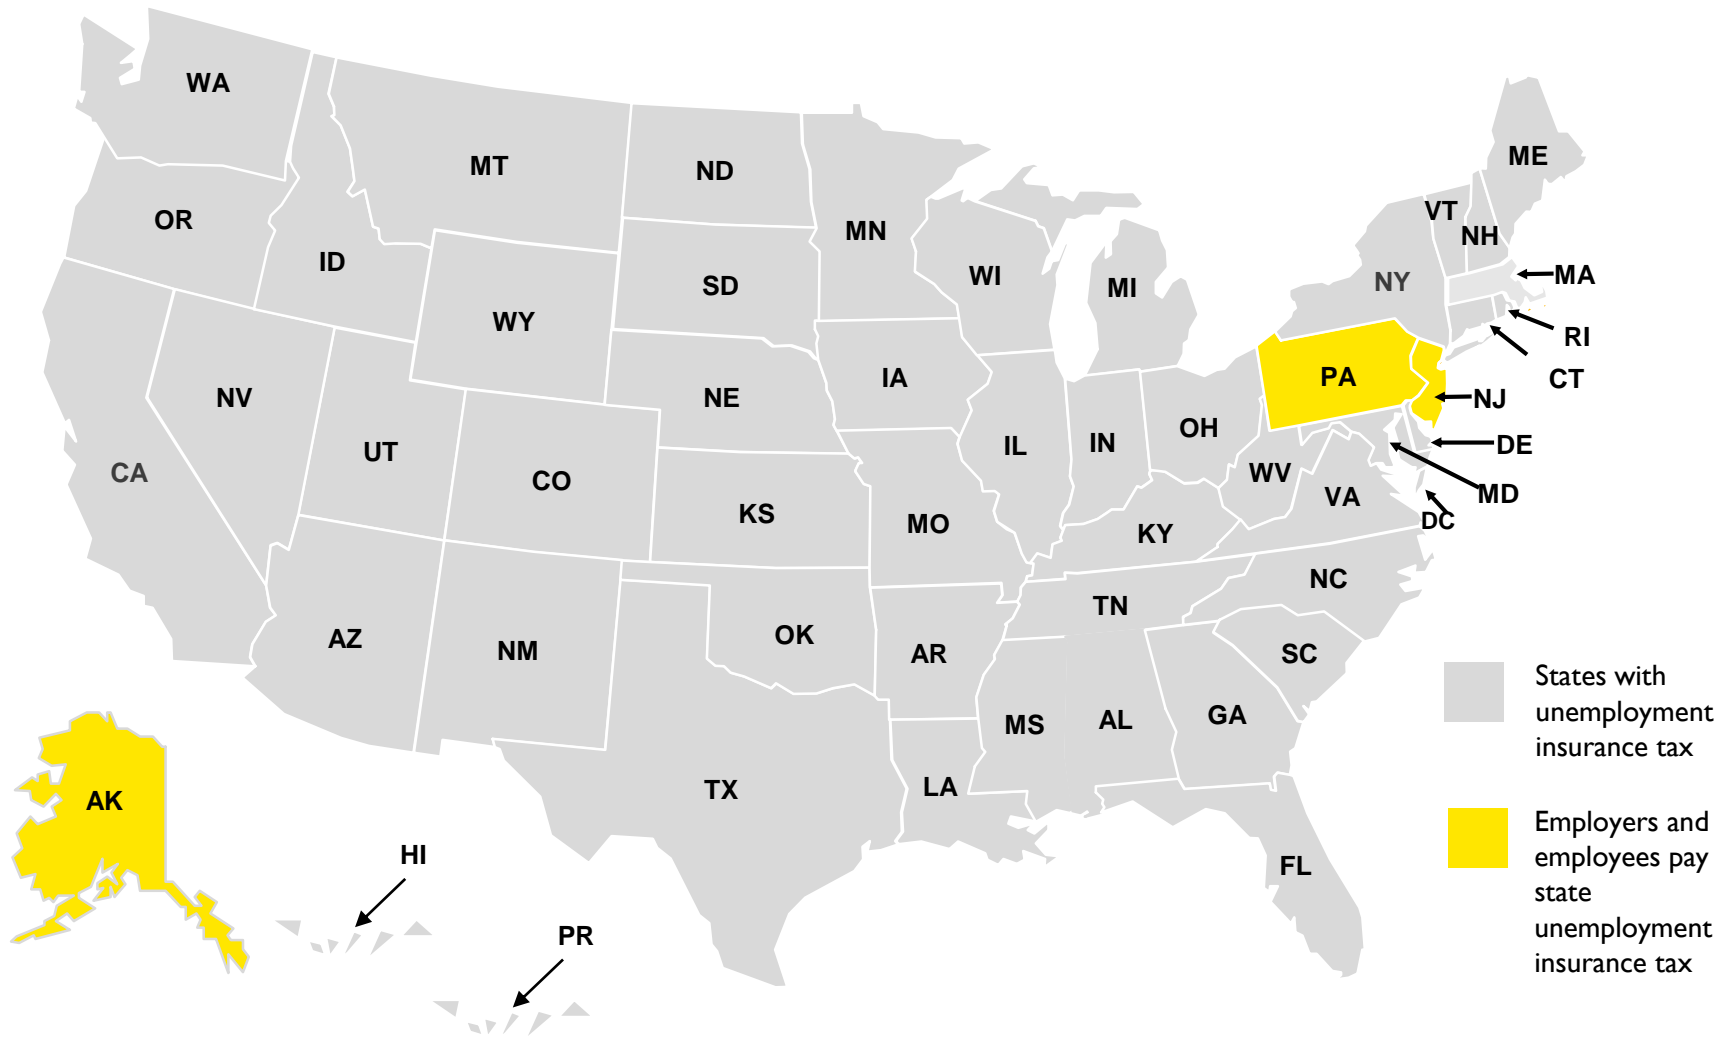 WA
MT
ND
ME
OR
ID
MN
VT
NH
WI
MI
NY
MA
SD
WY
RI
IA
PA
CT
NV
NE
NJ
UT
OH
IL
IN
DE
CA
CO
WV
VA
MD
KS
MO
KY
DC
NC
TN
AZ
NM
OK
AR
SC
MS
AL
GA
TX
LA
FL
AK
HI
PR
States with
unemployment
insurance tax
Employers and
employees pay
state
unemployment
insurance tax